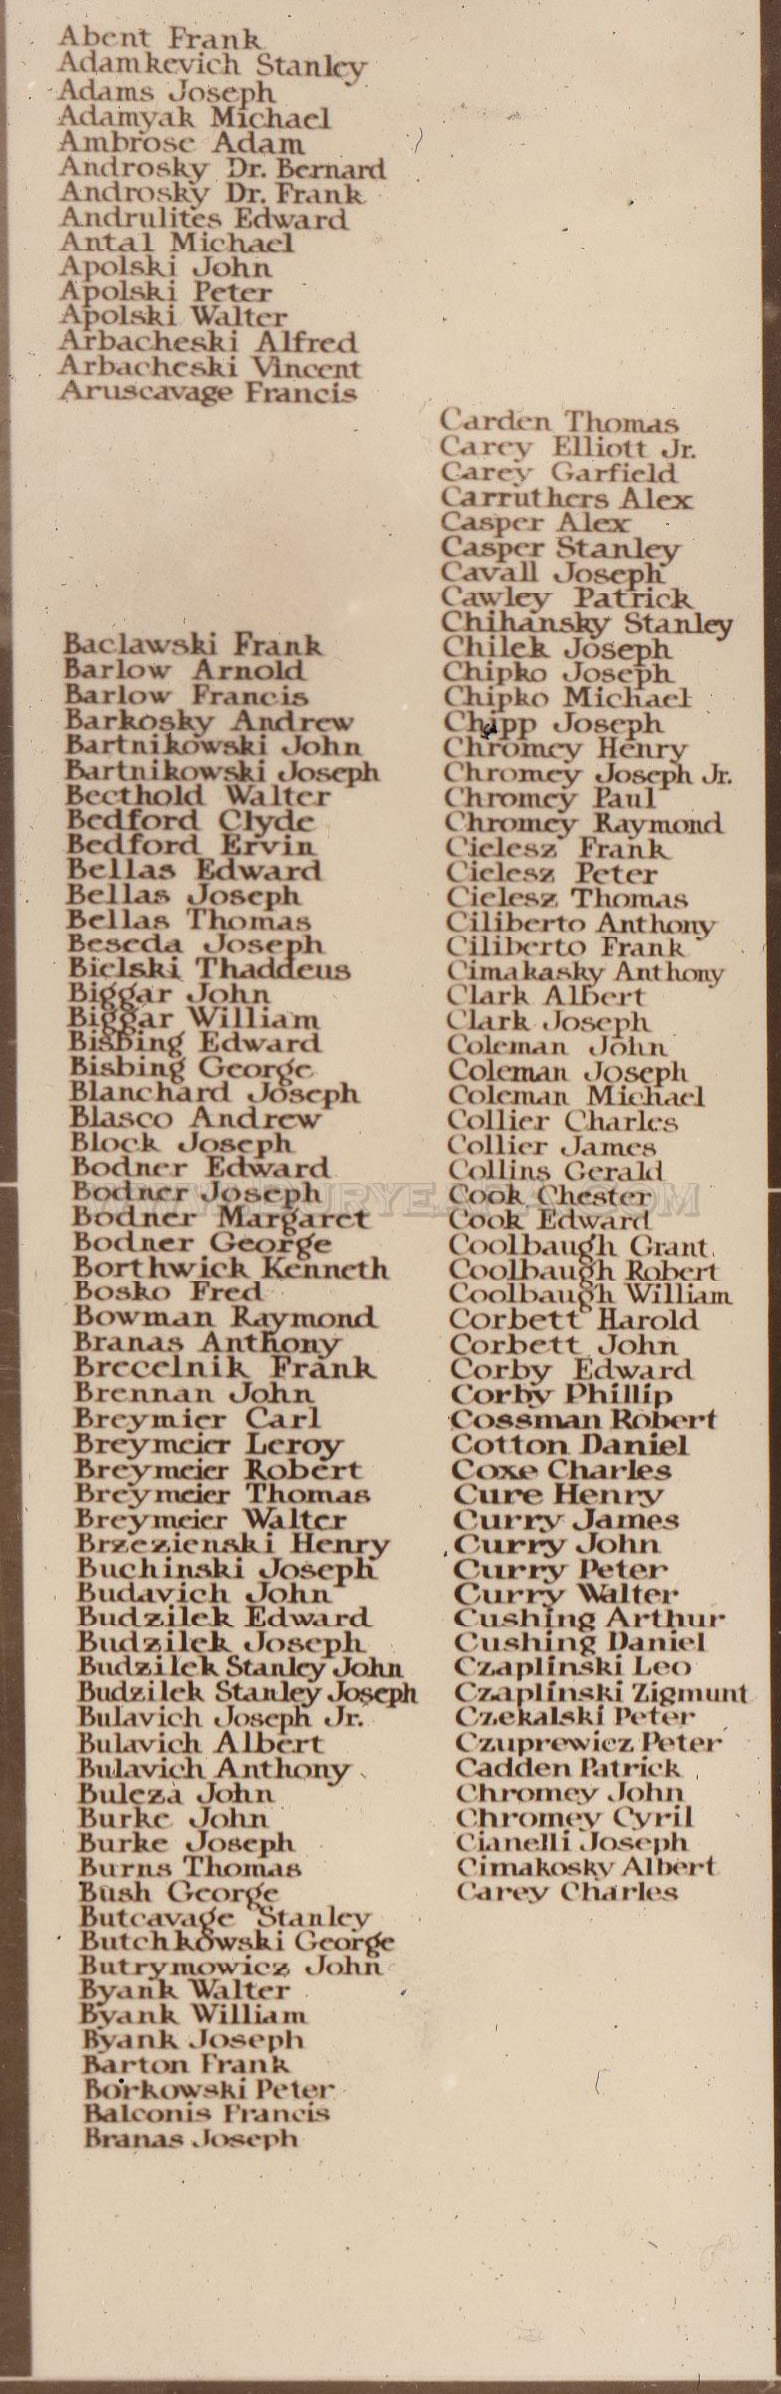 Abent Frank
Adamkevich Stanley
Adams Joseph
Adamyak Michael
Ambrose Adam
Androsky Dr. Bernard
Androsky Dr. Frank
Andrulites Edward
Antal Michael
Apolski John
Apolski Peter
Apolski Walter
Arbacheski Alfred
Arbacheski Vincent
Aruscavage Francis
Baclawski Frank
Barlow Arnold
Barlow Francis
Barkosky Andrew
Bartnikowski John
Bartnikowski Joseph
Beethold Walter
Bedford Clyde
Bedford Ervin
Bellas Edward
Bellas Joseph
Bellas Thomas
Beseda Joseph
Bielski Thaddeus
Biggar John
Biggar William
Bisbing Edward
Bisbing George
Blanchard Joseph
Blasco Andrew
Block Joseph
Bodner Edward
Bodner Joseph
Bodner Margaret
Bodner George
Borthwick Kenneth
Bosko Fred
Bowman Raymond
Branas Anthony
Brecelnik Frank
Brennan John
Breymier Carl
Breymeier Leroy
Breymeier Robert
Breymeier Thomas
Breymeier Walter
Brzezienski Henry
Buchinski Joseph
Budavich John
Budzilek Edward
Budzilek Joseph
Budzilek Stanley John
Budzilek Stanley Joseph
Bulavich Joseph Jr.
Bulavich Albert
Bulavich Anthony
Buleza John
Burke John
Burke Joseph
Burns Thomas
Bush George
Butcavage Stanley
Butchkowski George
Butrymowicz John
Byank Walter
Byank William
Byank Joseph
Barton Frank
Borkowski Peter
Balconis Francis
Branas Joseph
Carden Thomas
Carey Elliott Jr.
Carey Garfield
Carruthers Alex
Casper Alex
Casper Stanley
Cavall Joseph
Cawley Patrick
Chihansky Stanley
Chilek Joseph
Chipko Joseph
Chipko Michael
Chipp Joseph
Chromey Henry
Chromey Joseph Jr.
Chromey Paul
Chromey Raymond
Cielesz Frank
Cielesz Peter
Cielesz Thomas
Ciliberto Anthony
Ciliberto Frank
Cimakasky Anthony
Clark Albert
Clark Joseph
Coleman John
Coleman Joseph
Coleman Michael
Collier Charles
Collier James
Collins Gerald
Cook Chester
Cook Edward
Coolbaugh Grant
Coolbaugh Robert
Coolbaugh William
Corbett Harold
Corbett John
Corby Edward
Corby Phillip
Cossman Robert
Cotton Daniel
Coxe Charles
Cure Henry
Curry James
Curry John
Curry Peter
Curry Walter
Cushing Arthur
Cushing Daniel
Czaplinski Leo
Czaplinski Zigmunt
Czekalski Peter
Czuprewicz Peter
Cadden Patrick
Chromey John
Chromey Cyril
Cianelli Joseph
Cimakosky Albert
Carey Charles